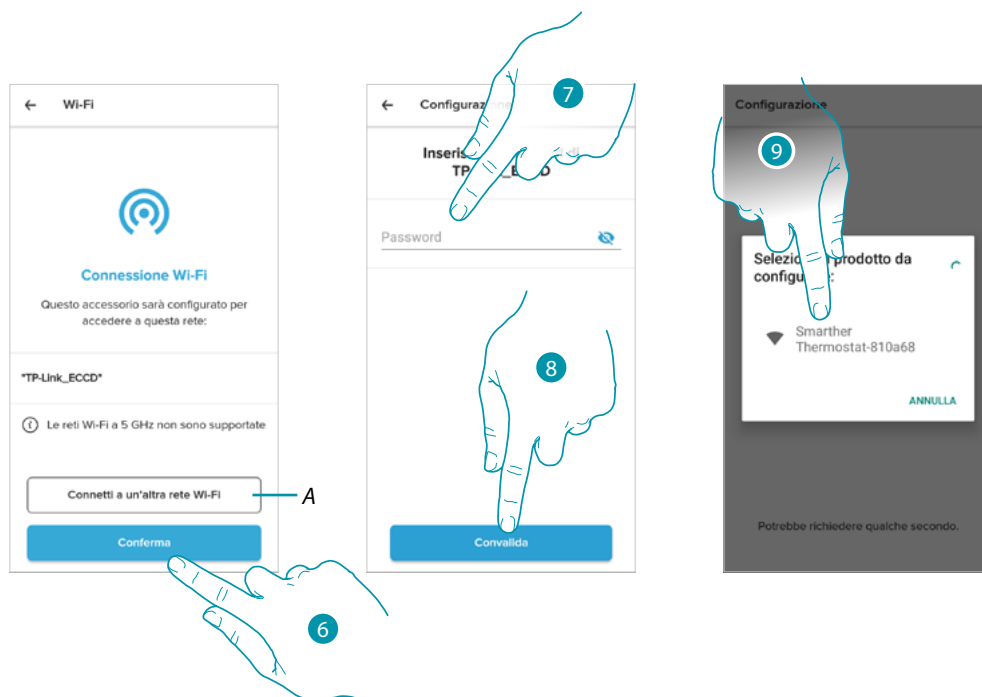 ← Wi-Fi
Connessione Wi-Fi
Questo accessorio sarà configurato per
accedere a questa rete:
"TP-Link_ECCD"
Le reti Wi-Fi a 5 GHz non sono supportate
Connetti a un'altra rete Wi-Fi
A
Conferma
6
←
7
Password
8
Convalida
Configurazione
9
prodotto da
Smarther
Thermostat-810a68
ANNULLA
Potrebbe richiedere qualche secondo.